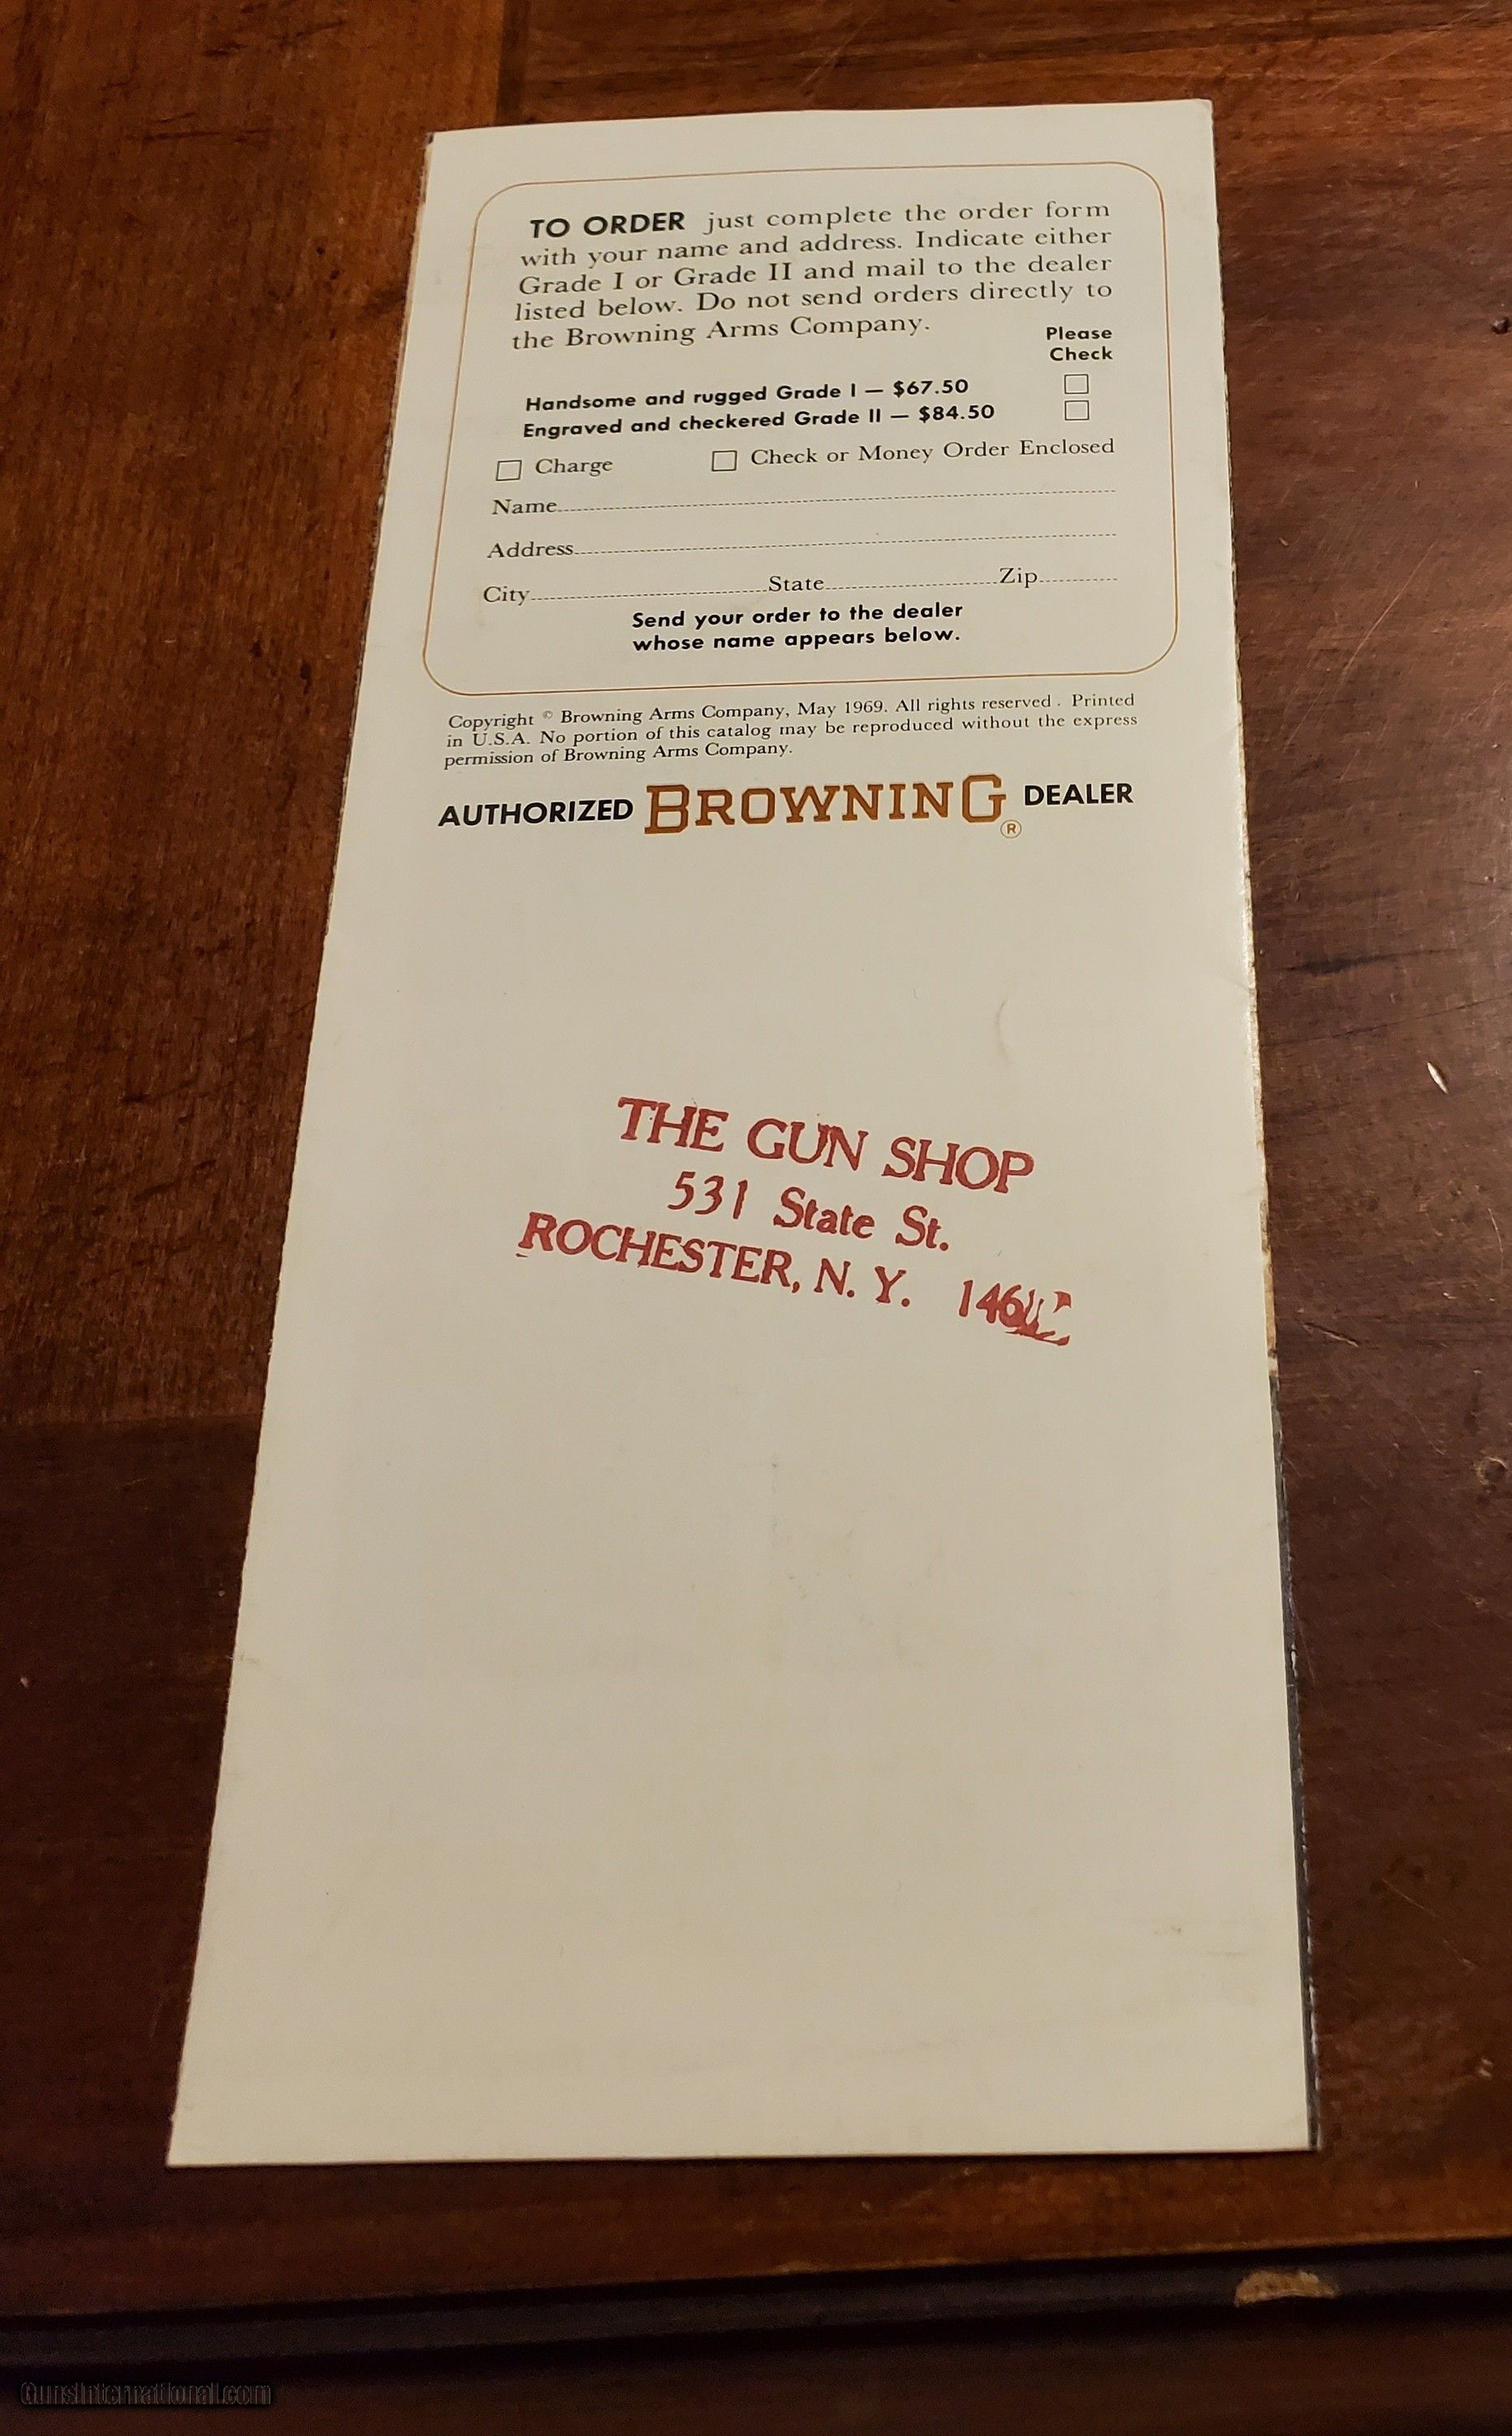 TO ORDER just complete the order form
with your name and address. Indicate either
Grade I or Grade II and mail to the dealer
listed below. Do not send orders directly to
the Browning Arms Company.
Please
Check
Handsome and rugged Grade I — $67.50
Engraved and checkered Grade II — $84.50
Charge Check or Money Order Enclosed
Name
Address
City State Zip
Send your order to the dealer
whose name appears below.
Copyright © Browning Arms Company, May 1969. All rights reserved. Printed
in U.S.A. No portion of this catalog may be reproduced without the express
permission of Browning Arms Company.
AUTHORIZED BROWNING® DEALER
THE GUN SHOP
531 State St.
ROCHESTER, N. Y.
GunsInternational.com